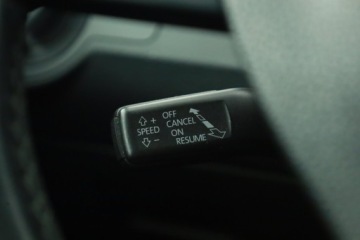 + OFF
SPEED CANCEL
ON
- RESUME